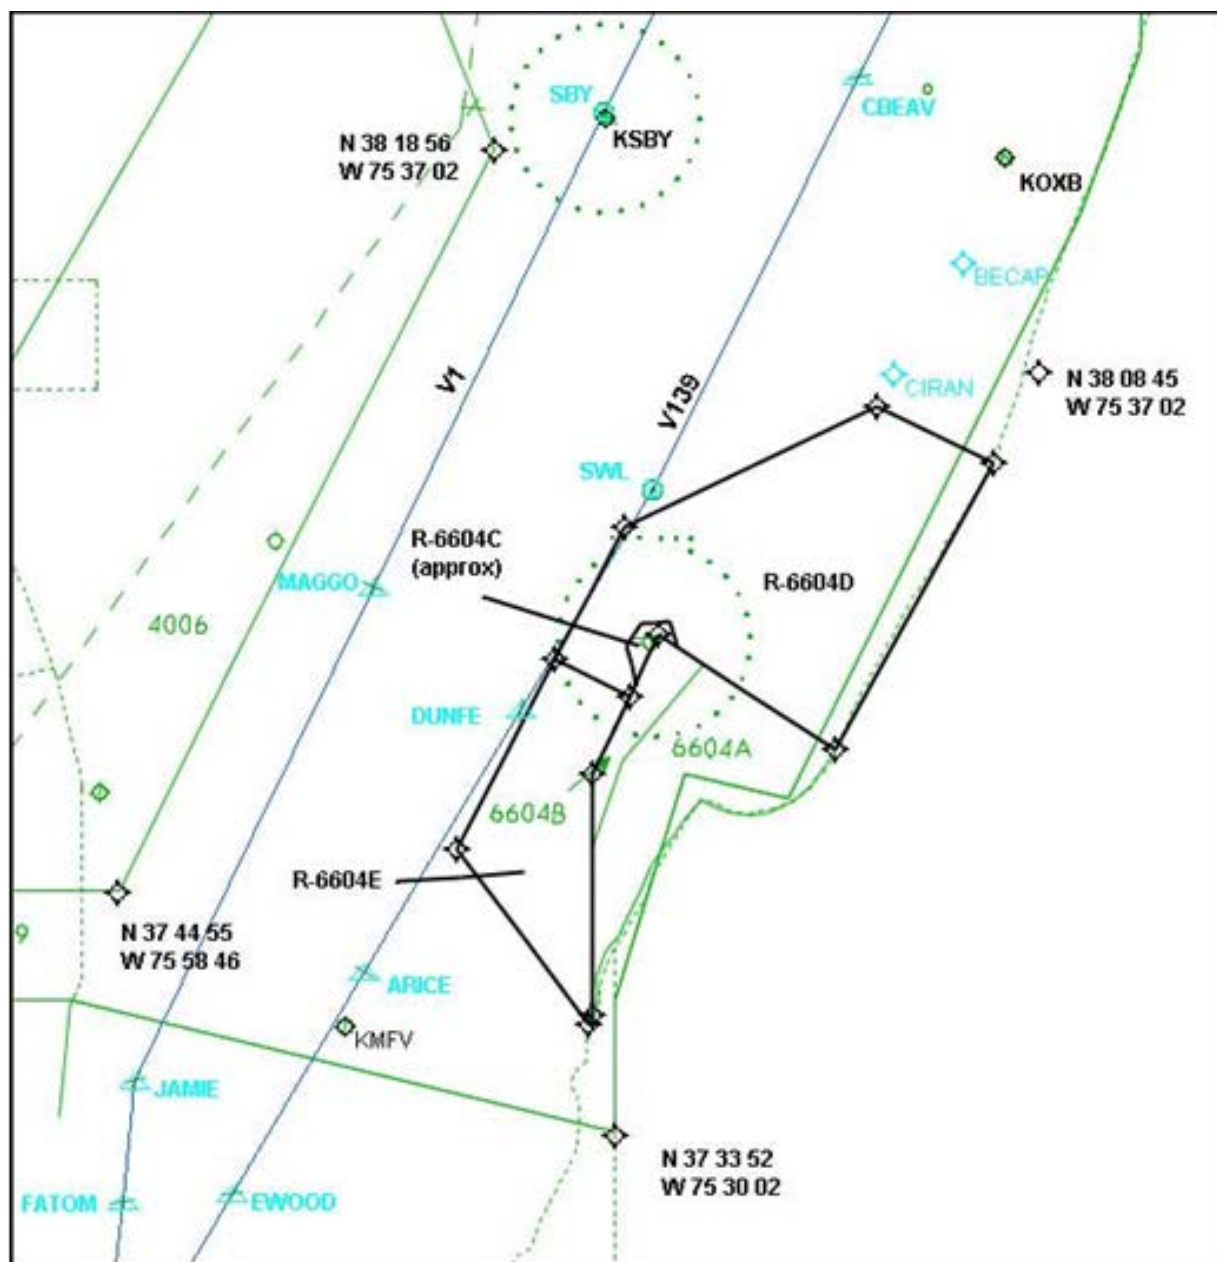 SBY
KSBY
CBEAV
N 38 18 56
W 75 37 02
KOXB
BECAP
V1
V139
CIRAN
N 38 08 45
W 75 37 02
SWL
R-6604C
(approx)
R-6604D
MAGGO
4006
DUNFE
6604A
6604B
R-6604E
N 37 44 55
W 75 58 46
9
ARICE
KMFV
JAMIE
N 37 33 52
W 75 30 02
FATOM
EWOOD